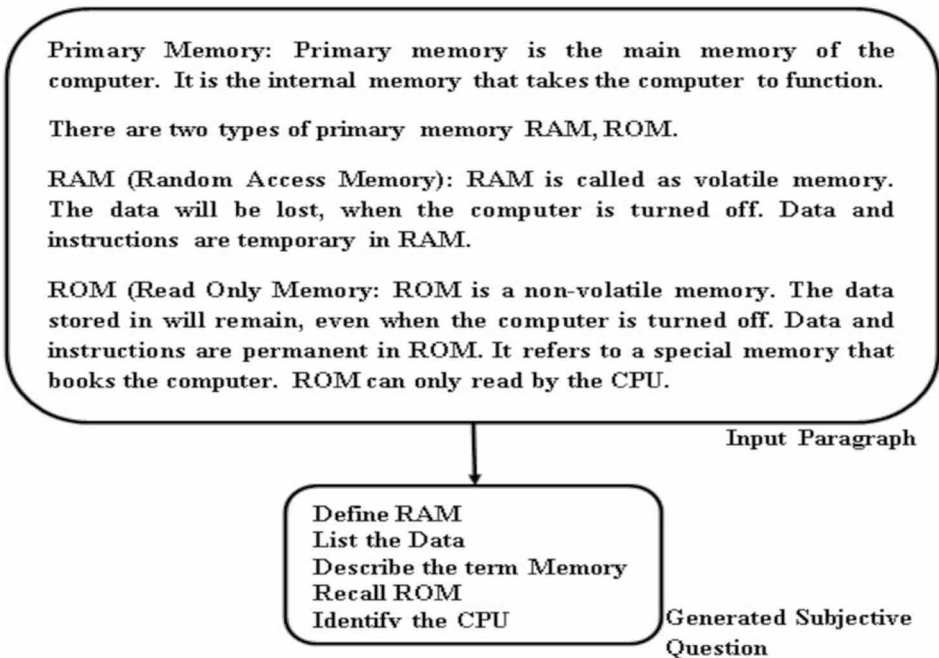 Primary Memory: Primary memory is the main memory of the
computer. It is the internal memory that takes the computer to function.
There are two types of primary memory RAM, ROM.
RAM (Random Access Memory): RAM is called as volatile memory.
The data will be lost, when the computer is turned off. Data and
instructions are temporary in RAM.
ROM (Read Only Memory: ROM is a non-volatile memory. The data
stored in will remain, even when the computer is turned off. Data and
instructions are permanent in ROM. It refers to a special memory that
books the computer. ROM can only read by the CPU.
Input Paragraph
Define RAM
List the Data
Describe the term Memory
Recall ROM
Identify the CPU
Generated Subjective
Question